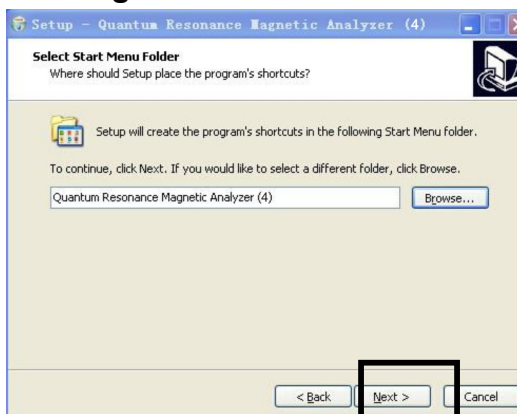 Setup - Quantum Resonance Magnetic Analyzer (4)
Select Start Menu Folder
Where should Setup place the program's shortcuts?
Setup will create the program's shortcuts in the following Start Menu folder.
To continue, click Next. If you would like to select a different folder, click Browse.
Quantum Resonance Magnetic Analyzer (4)
Browse...
< Back
Next >
Cancel